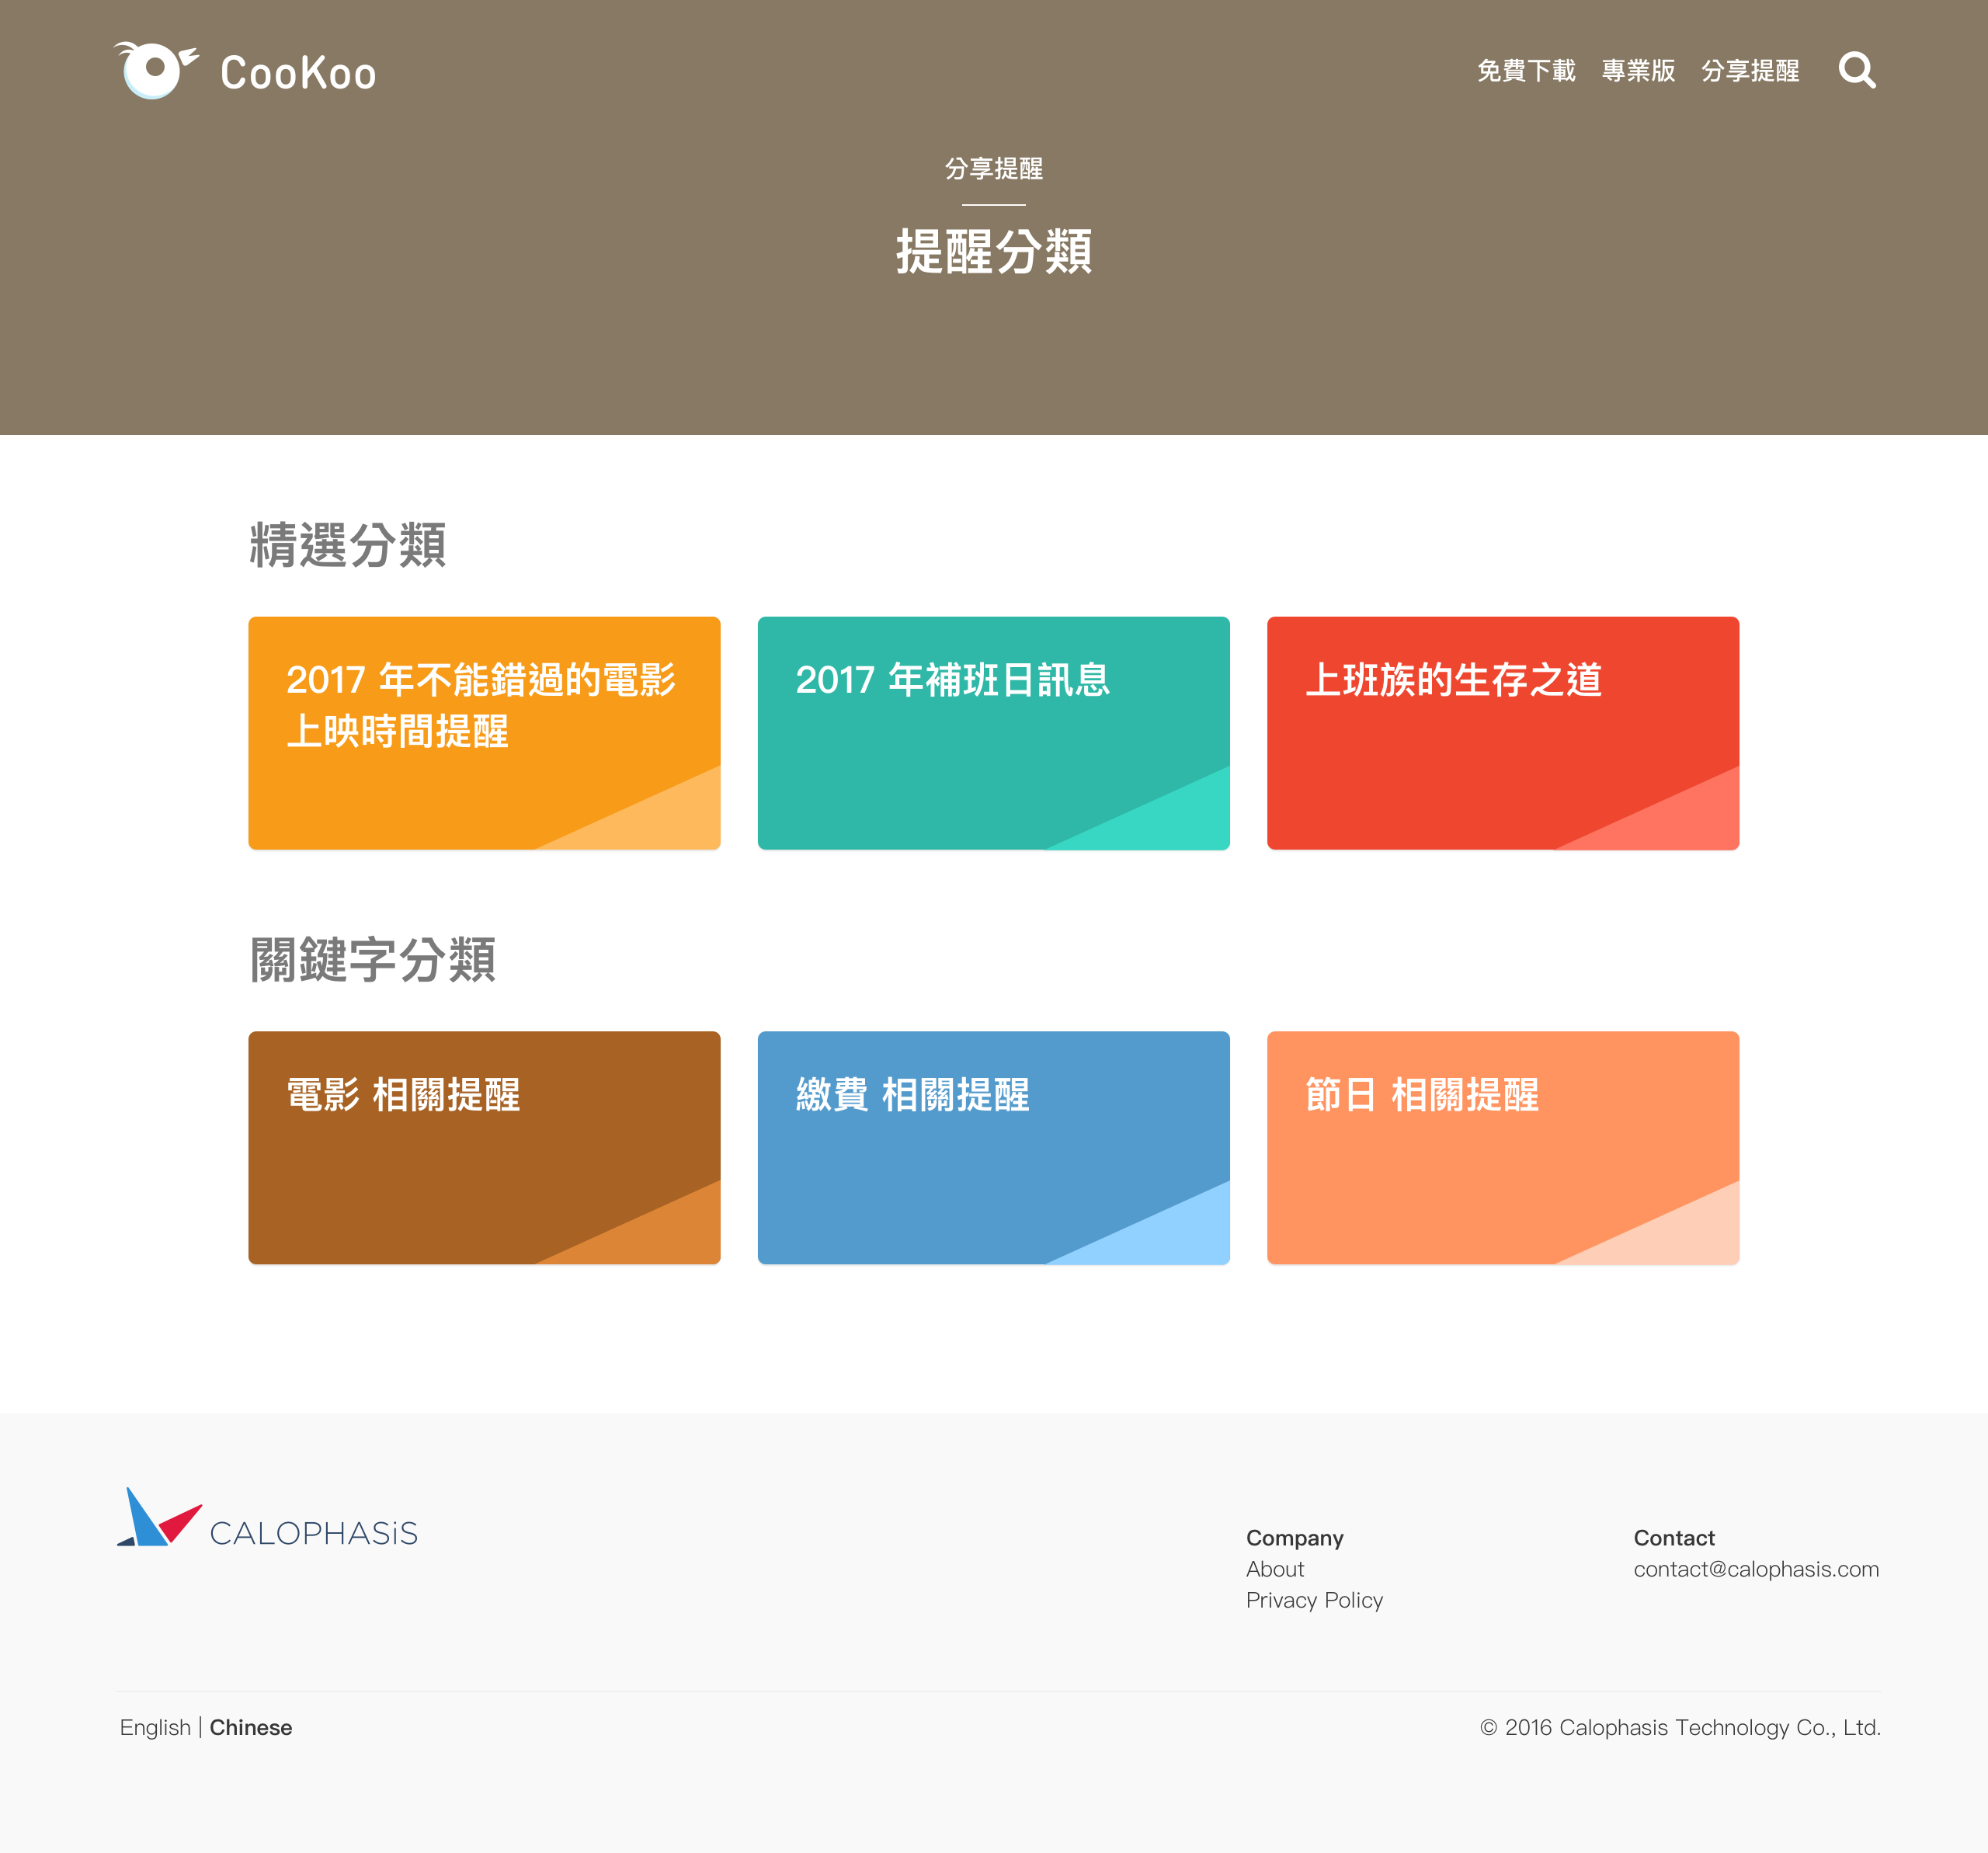 CooKoo
免費下載 專業版 分享提醒
分享提醒
提醒分類
精選分類
2017 年不能錯過的電影
上映時間提醒
2017 年補班日訊息
上班族的生存之道
關鍵字分類
電影 相關提醒
繳費 相關提醒
節日 相關提醒
CALOPHASiS
Company
About
Privacy Policy
Contact
contact@calophasis.com
English | Chinese
© 2016 Calophasis Technology Co., Ltd.